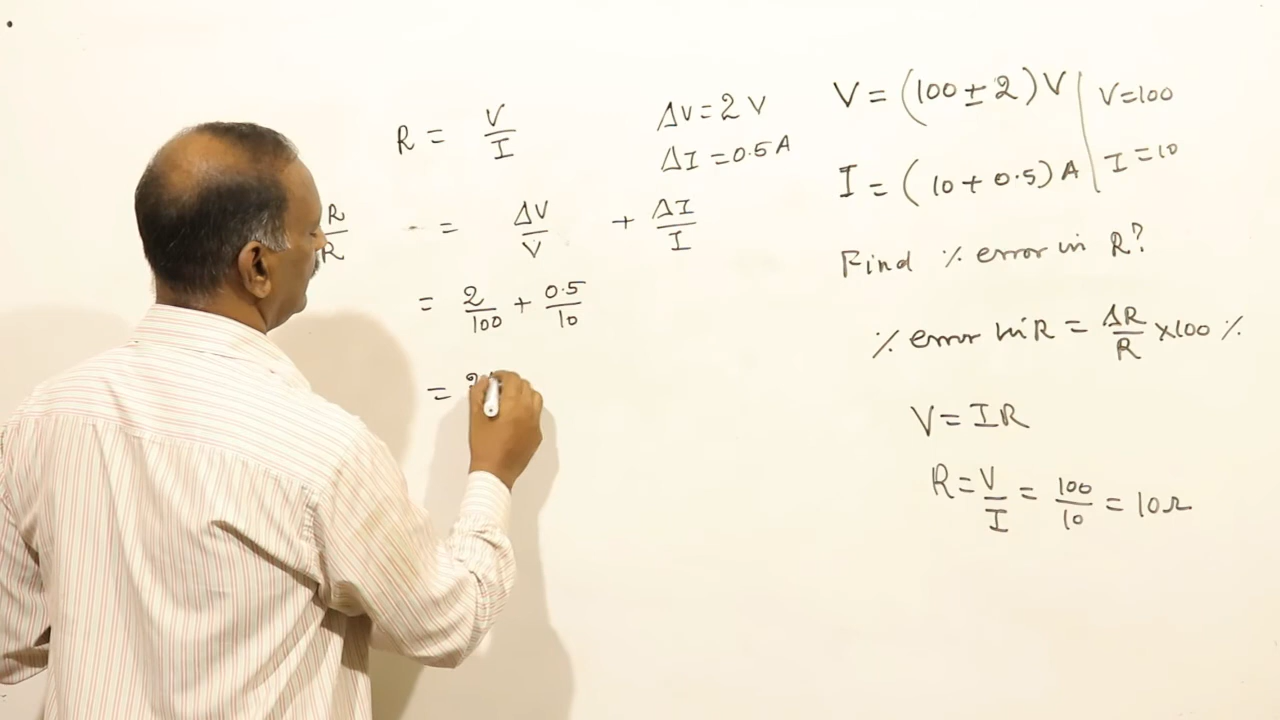 R = V/I
ΔV = 2 V
ΔI = 0.5 A
R/R = ΔV/V + ΔI/I
= 2/100 + 0.5/10
= 2
V = (100 ± 2) V | V = 100
I = (10 + 0.5) A | I = 10
Find % error in R?
% error in R = ΔR/R × 100 %
V = IR
R = V/I = 100/10 = 10Ω